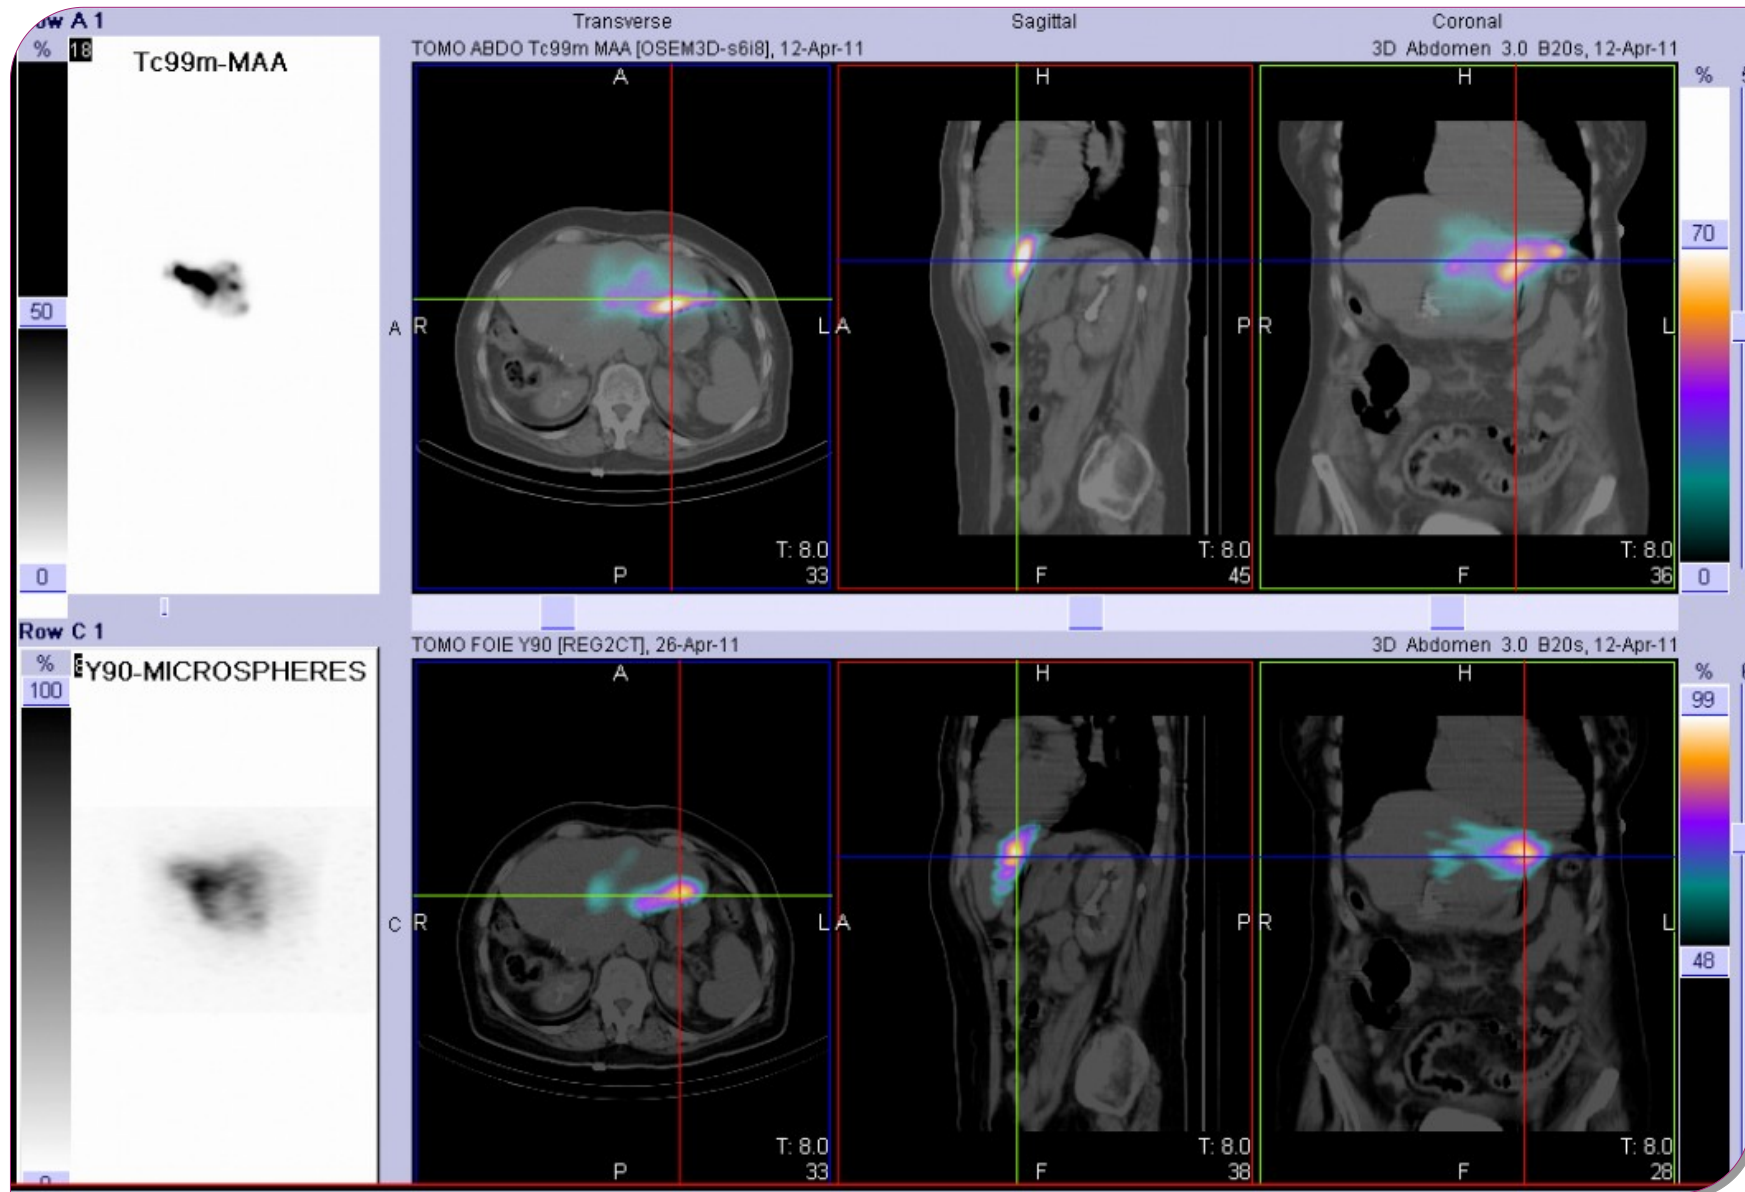 Row A 1
Transverse Sagittal Coronal
% 18 Tc99m-MAA
TOMO ABDO Tc99m MAA [OSEM3D-s6i8], 12-Apr-11
3D Abdomen 3.0 B20s, 12-Apr-11
A H H %
70
50
A R L A P R L
T: 8.0 T: 8.0 T: 8.0
0 P 33 F 45 F 36 0
Row C 1
TOMO FOIE Y90 [REG2CT], 26-Apr-11
3D Abdomen 3.0 B20s, 12-Apr-11
% Y90-MICROSPHERES
100
A H H %
99
C R L A P R L
48
T: 8.0 T: 8.0 T: 8.0
P 33 F 38 F 28